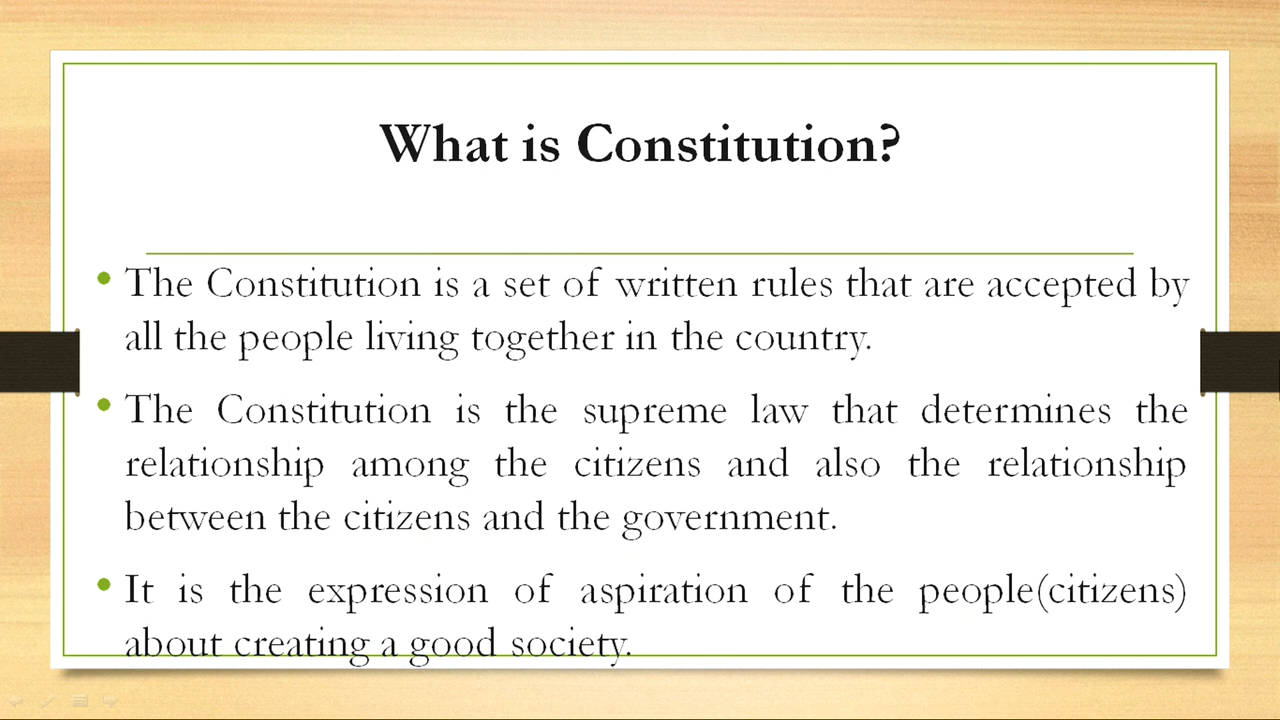 What is Constitution?
• The Constitution is a set of written rules that are accepted by
all the people living together in the country.
• The Constitution is the supreme law that determines the
relationship among the citizens and also the relationship
between the citizens and the government.
• It is the expression of aspiration of the people(citizens)
about creating a good society.